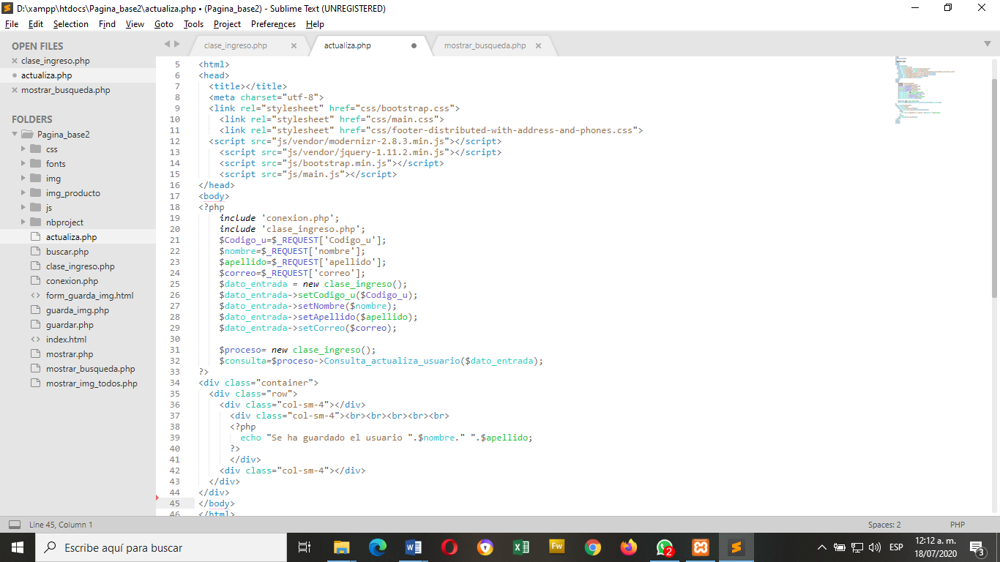 D:\xampp\htdocs\Pagina_base2\actualiza.php • (Pagina_base2) - Sublime Text (UNREGISTERED)
File Edit Selection Find View Goto Tools Project Preferences Help
OPEN FILES
clase_ingreso.php
actualiza.php
mostrar_busqueda.php
FOLDERS
Pagina_base2
css
fonts
img
img_producto
js
nbproject
actualiza.php
buscar.php
clase_ingreso.php
conexion.php
form_guarda_img.html
guarda_img.php
guardar.php
index.html
mostrar.php
mostrar_busqueda.php
mostrar_img_todos.php
clase_ingreso.php actualiza.php mostrar_busqueda.php
5 <html>
6 <head>
7 <title></title>
8 <meta charset="utf-8">
9 <link rel="stylesheet" href="css/bootstrap.css">
10 <link rel="stylesheet" href="css/main.css">
11 <link rel="stylesheet" href="css/footer-distributed-with-address-and-phones.css">
12 <script src="js/vendor/modernizr-2.8.3.min.js"></script>
13 <script src="js/vendor/jquery-1.11.2.min.js"></script>
14 <script src="js/bootstrap.min.js"></script>
15 <script src="js/main.js"></script>
16 </head>
17 <body>
18 <?php
19 include 'conexion.php';
20 include 'clase_ingreso.php';
21 $Codigo_u=$_REQUEST['Codigo_u'];
22 $nombre=$_REQUEST['nombre'];
23 $apellido=$_REQUEST['apellido'];
24 $correo=$_REQUEST['correo'];
25 $dato_entrada = new clase_ingreso();
26 $dato_entrada->setCodigo_u($Codigo_u);
27 $dato_entrada->setNombre($nombre);
28 $dato_entrada->setApellido($apellido);
29 $dato_entrada->setCorreo($correo);
30
31 $proceso= new clase_ingreso();
32 $consulta=$proceso->Consulta_actualiza_usuario($dato_entrada);
33 ?>
34 <div class="container">
35 <div class="row">
36 <div class="col-sm-4"></div>
37 <div class="col-sm-4"><br><br><br><br><br>
38 <?php
39 echo "Se ha guardado el usuario ".$nombre." ".$apellido;
40 ?>
41 </div>
42 <div class="col-sm-4"></div>
43 </div>
44 </div>
45 </body>
46 </html>
Line 45, Column 1 Spaces: 2 PHP
Escribe aquí para buscar
Fw
2
ESP
12:12 a. m.
18/07/2020
3